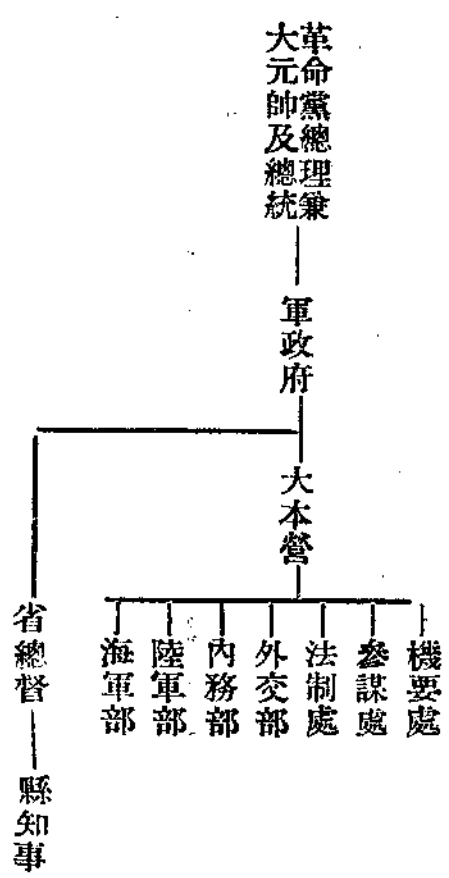 革命黨總理兼
大元帥及總統
軍政府
大本營
機要處
參謀處
法制處
外交部
內務部
陸軍部
海軍部
省總督
縣知事